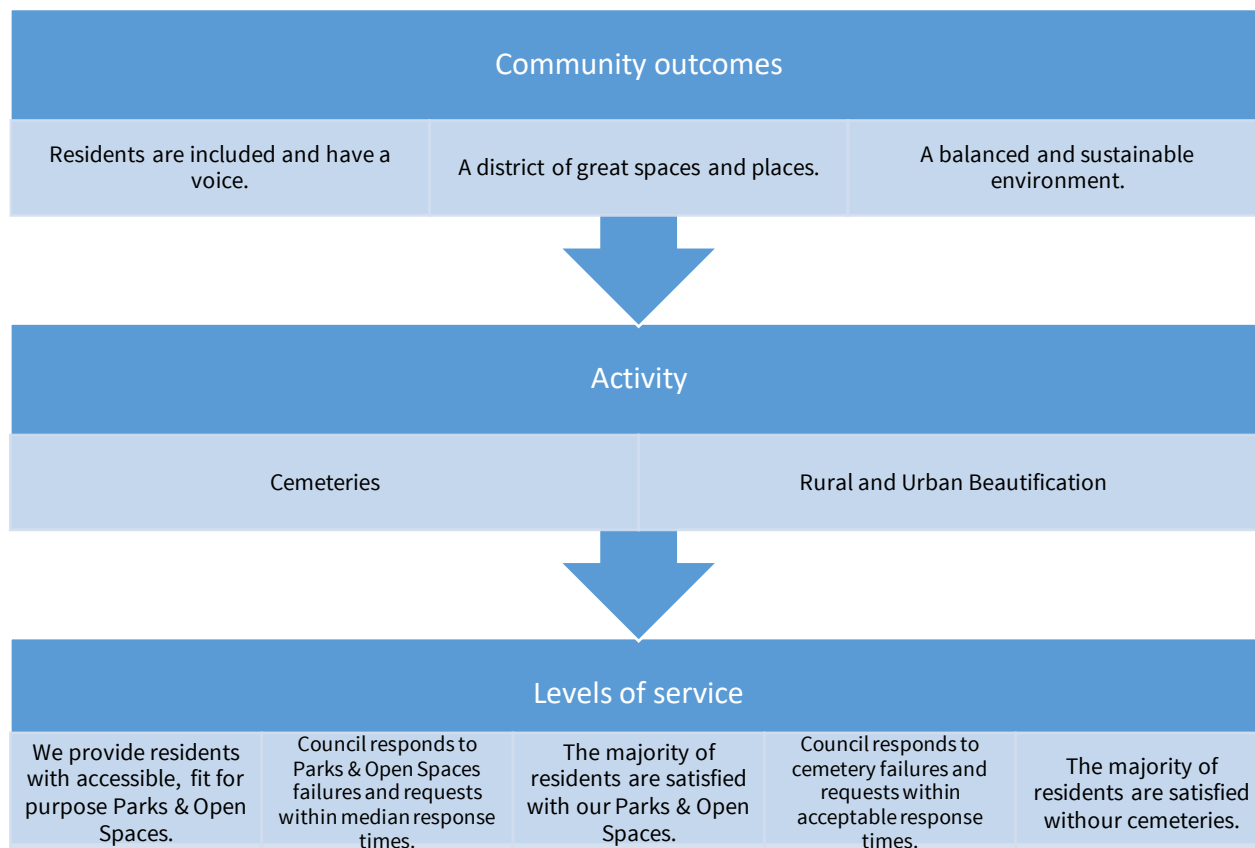 Community outcomes
Residents are included and have a
voice.
A district of great spaces and places.
A balanced and sustainable
environment.
Activity
Cemeteries
Rural and Urban Beautification
Levels of service
We provide residents
with accessible, fit for
purpose Parks & Open
Spaces.
Council responds to
Parks & Open Spaces
failures and requests
within median response
times.
The majority of
residents are satisfied
with our Parks & Open
Spaces.
Council responds to
cemetery failures and
requests within
acceptable response
times.
The majority of
residents are satisfied
withour cemeteries.